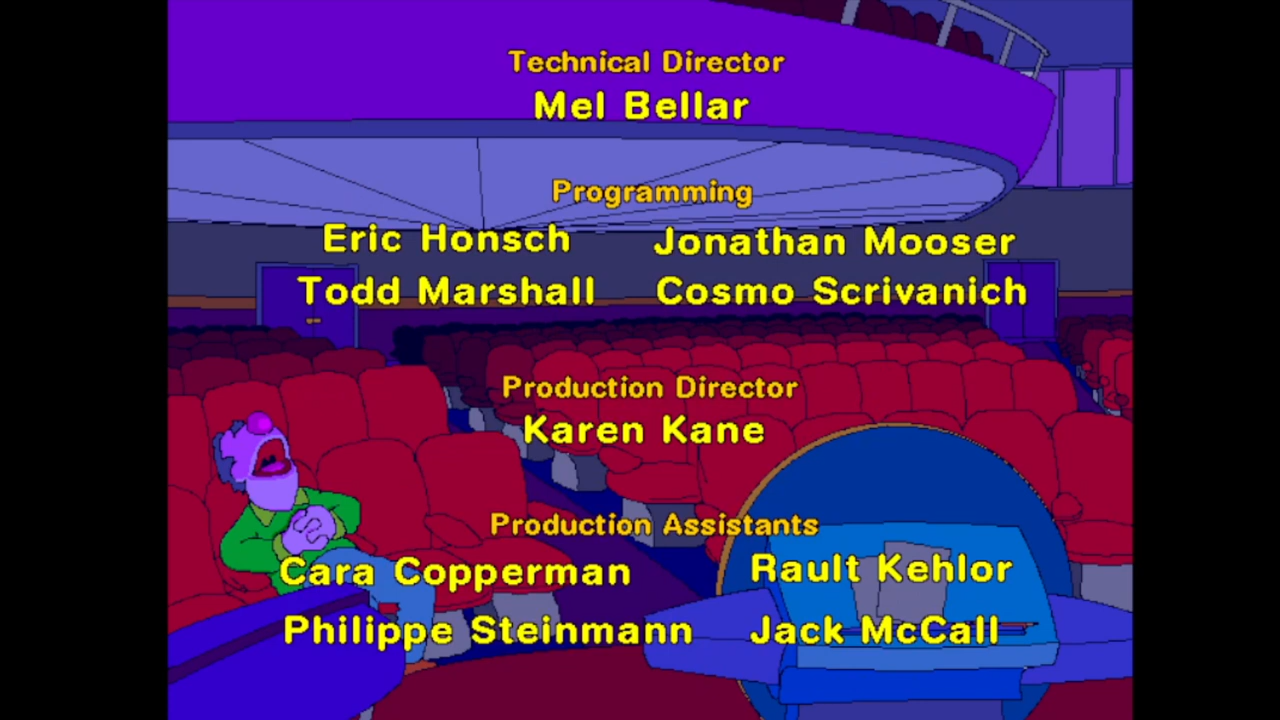 Technical Director
Mel Bellar
Programming
Eric Honsch Jonathan Mooser
Todd Marshall Cosmo Scrivanich
Production Director
Karen Kane
Production Assistants
Cara Copperman Rault Kehlor
Philippe Steinmann Jack McCall